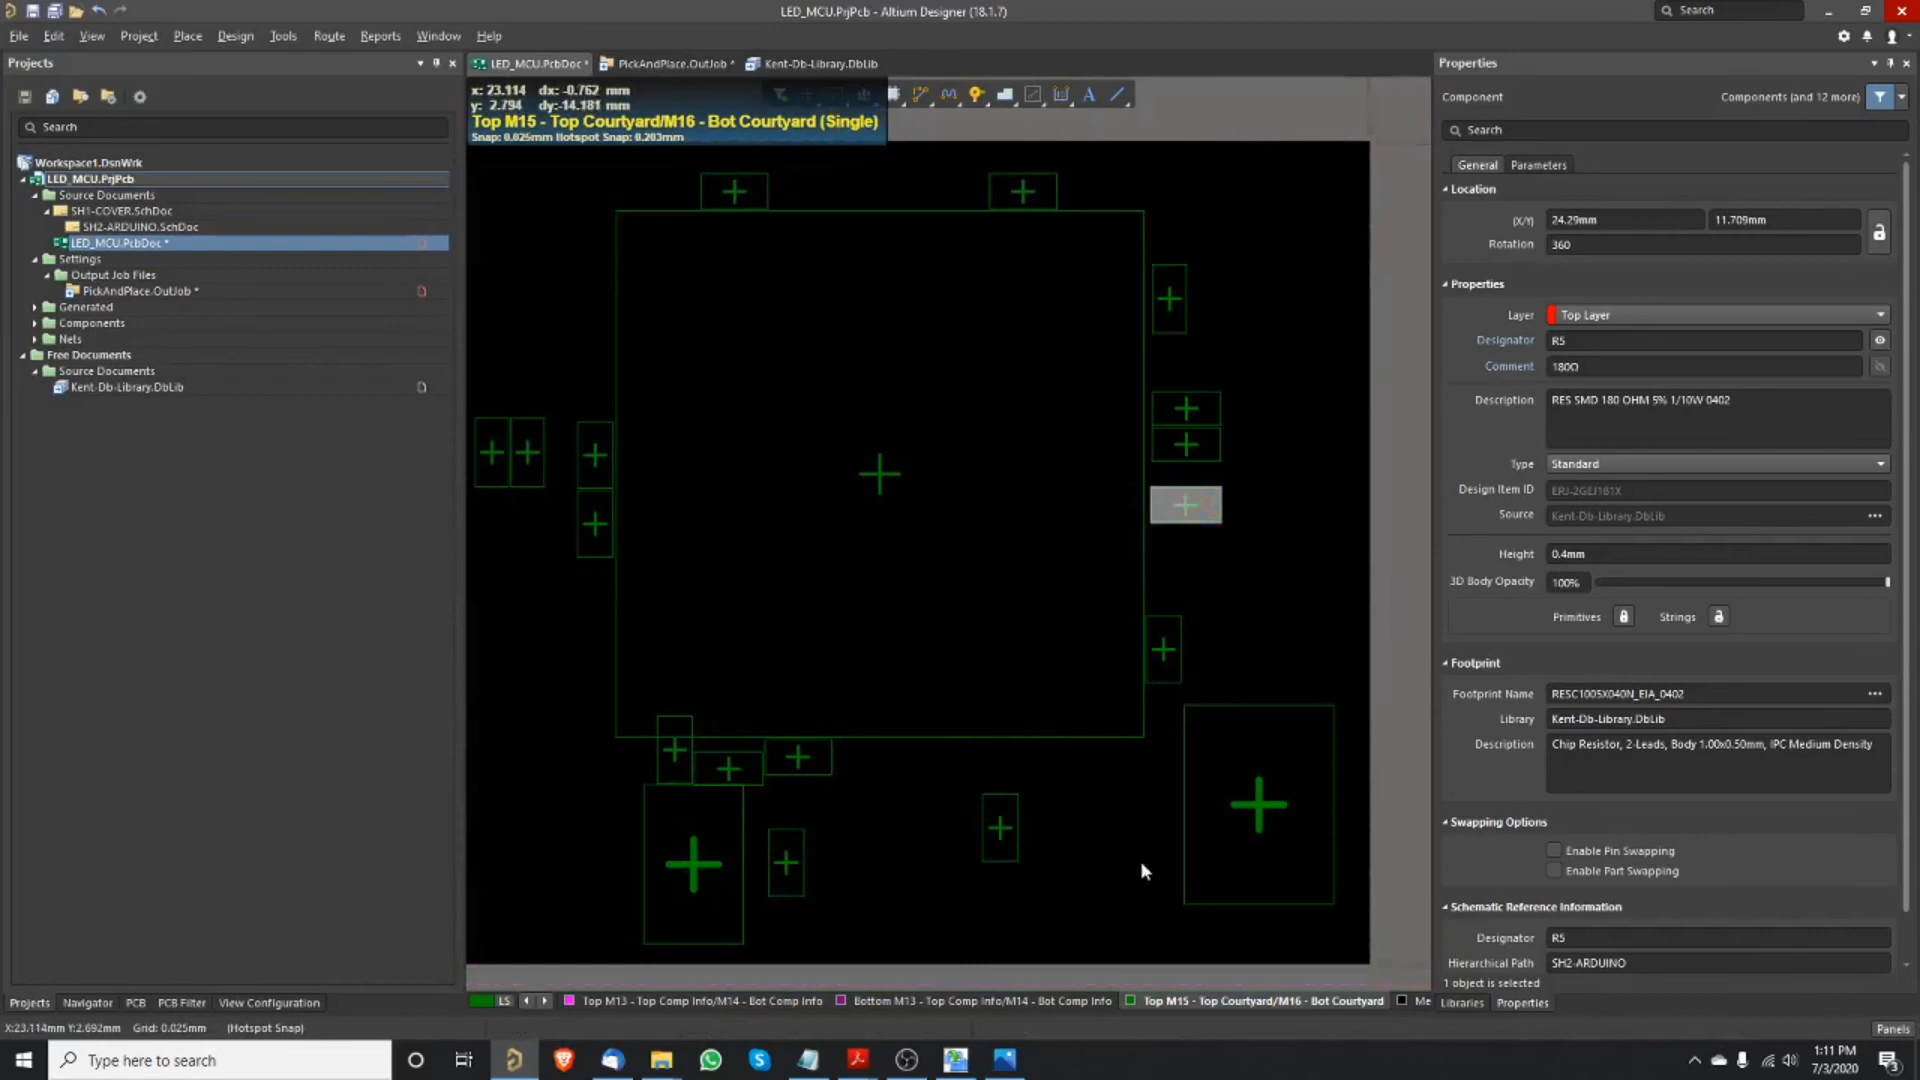 LED_MCU.PrjPcb - Altium Designer (18.1.7)
Search
File Edit View Project Place Design Tools Route Reports Window Help
Projects
LED_MCU.PcbDoc * PickAndPlace.OutJob * Kent-Db-Library.DbLib
Properties
x: 23.114 dx: -0.762 mm
y: 2.794 dy:-14.181 mm
Top M15 - Top Courtyard/M16 - Bot Courtyard (Single)
Snap: 0.025mm Hotspot Snap: 0.203mm
Component Components (and 12 more)
Search
Search
General Parameters
Workspace1.DsnWrk
LED_MCU.PrjPcb
Source Documents
SH1-COVER.SchDoc
SH2-ARDUINO.SchDoc
LED_MCU.PcbDoc *
Settings
Output Job Files
PickAndPlace.OutJob *
Generated
Components
Nets
Free Documents
Source Documents
Kent-Db-Library.DbLib
Location
(X/Y) 24.29mm 11.709mm
Rotation 360
Properties
Layer Top Layer
Designator R5
Comment 180Ω
Description RES SMD 180 OHM 5% 1/10W 0402
Type Standard
Design Item ID ERJ-2GEJ181X
Source Kent-Db-Library.DbLib
Height 0.4mm
3D Body Opacity 100%
Primitives Strings
Footprint
Footprint Name RESC1005X040N_EIA_0402
Library Kent-Db-Library.DbLib
Description Chip Resistor, 2-Leads, Body 1.00x0.50mm, IPC Medium Density
Swapping Options
Enable Pin Swapping
Enable Part Swapping
Schematic Reference Information
Designator R5
Hierarchical Path SH2-ARDUINO
1 object is selected
Projects Navigator PCB PCB Filter View Configuration
LS Top M13 - Top Comp Info/M14 - Bot Comp Info Bottom M13 - Top Comp Info/M14 - Bot Comp Info Top M15 - Top Courtyard/M16 - Bot Courtyard Me
Libraries Properties
X:23.114mm Y:2.692mm Grid: 0.025mm (Hotspot Snap)
Panels
Type here to search
1:11 PM
7/3/2020
3